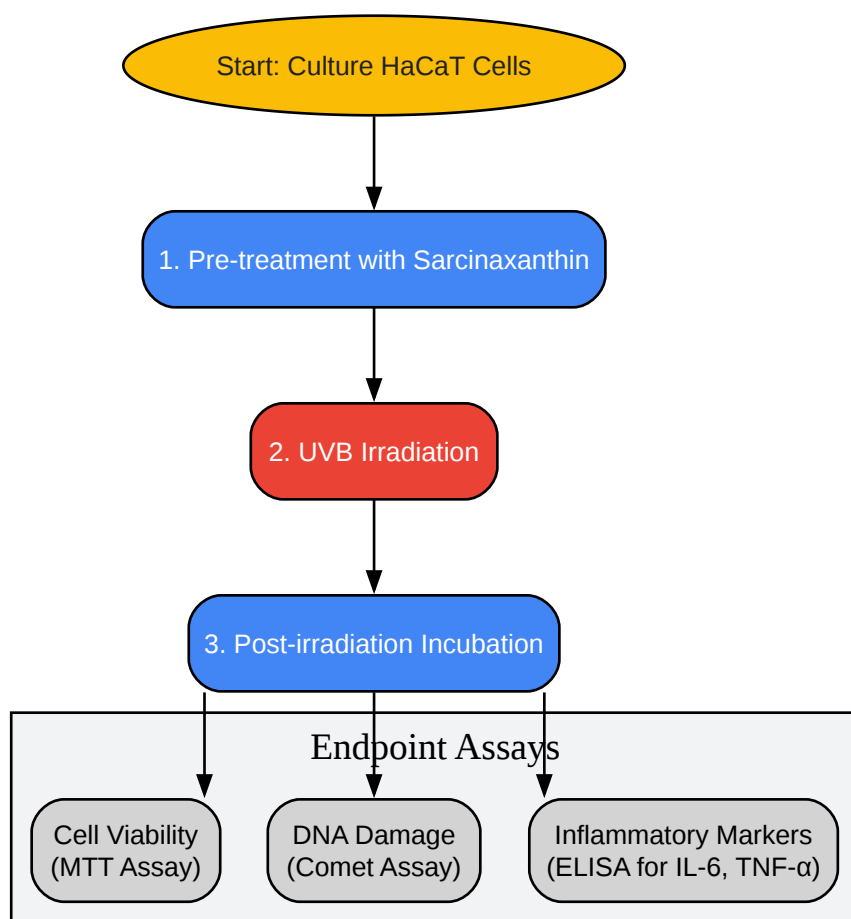 Start: Culture HaCaT Cells
1. Pre-treatment with Sarcinaxanthin
2. UVB Irradiation
3. Post-irradiation Incubation
Endpoint Assays
Cell Viability
(MTT Assay)
DNA Damage
(Comet Assay)
Inflammatory Markers
(ELISA for IL-6, TNF-α)